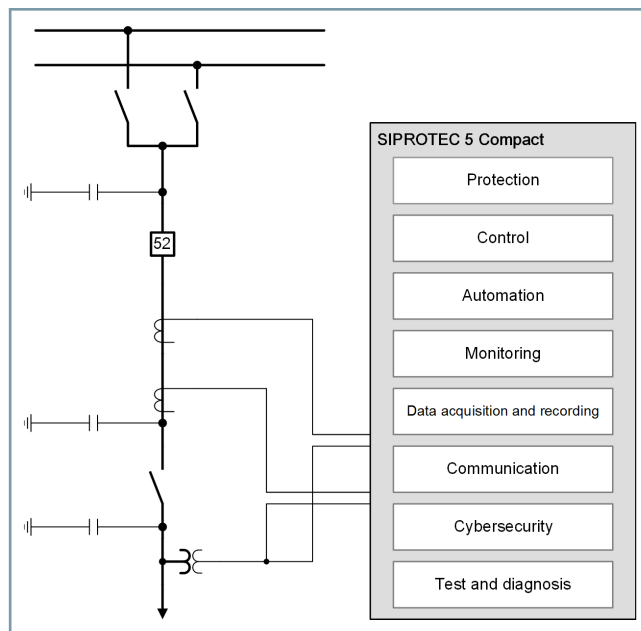 SIPROTEC 5 Compact
Protection
Control
52
Automation
Monitoring
Data acquisition and recording
Communication
Cybersecurity
Test and diagnosis